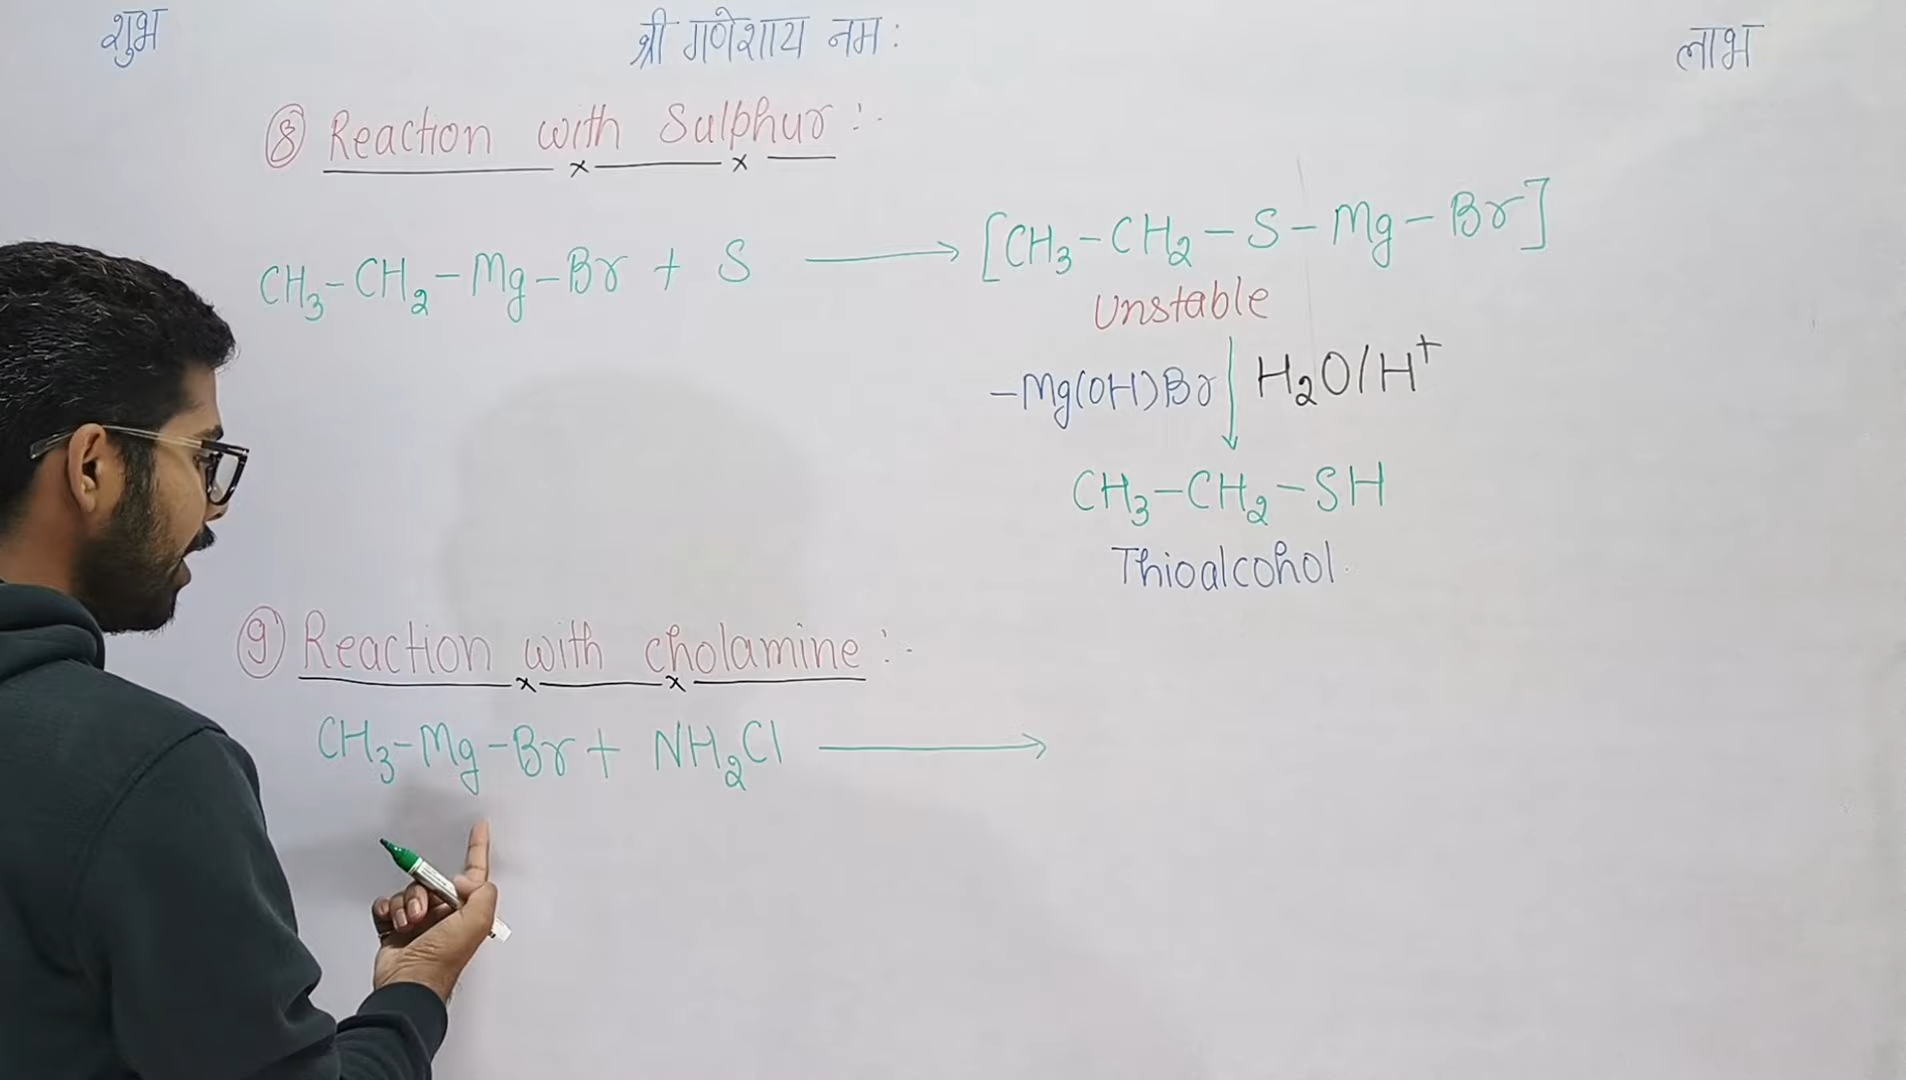 शुभ श्री गणेशाय नमः लाभ
⑧ Reaction with Sulphur :-
CH₃-CH₂-Mg-Br + S ⟶ [CH₃-CH₂-S-Mg-Br]
Unstable
-Mg(OH)Br ↓ H₂O/H⁺
CH₃-CH₂-SH
Thioalcohol.
⑨ Reaction with cholamine :-
CH₃-Mg-Br + NH₂Cl ⟶